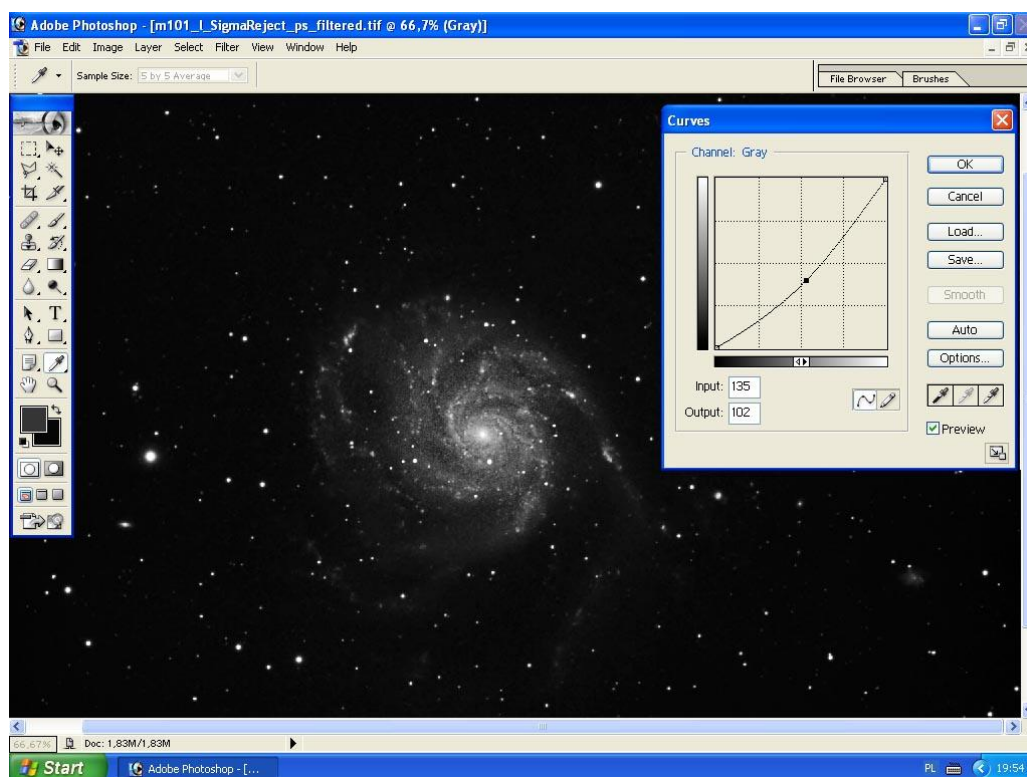 Adobe Photoshop - [m101_l_SigmaReject_ps_filtered.tif @ 66,7% (Gray)]
File Edit Image Layer Select Filter View Window Help
Sample Size: 5 by 5 Average
File Browser Brushes
Curves
Channel: Gray
OK
Cancel
Load...
Save...
Smooth
Auto
Options...
Input: 135
Output: 102
Preview
T
66,67% Doc: 1,83M/1,83M
Start Adobe Photoshop - [... PL 19:54